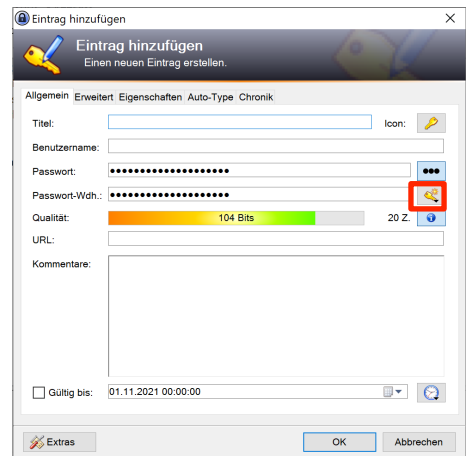 Eintrag hinzufügen
Eintrag hinzufügen
Einen neuen Eintrag erstellen.
Allgemein Erweitert Eigenschaften Auto-Type Chronik
Titel: Icon:
Benutzername:
Passwort: ●●●●●●●●●●●●●●●●●●●● ●●●
Passwort-Wdh.: ●●●●●●●●●●●●●●●●●●●●
Qualität: 104 Bits 20 Z.
URL:
Kommentare:
Gültig bis: 01.11.2021 00:00:00
Extras OK Abbrechen